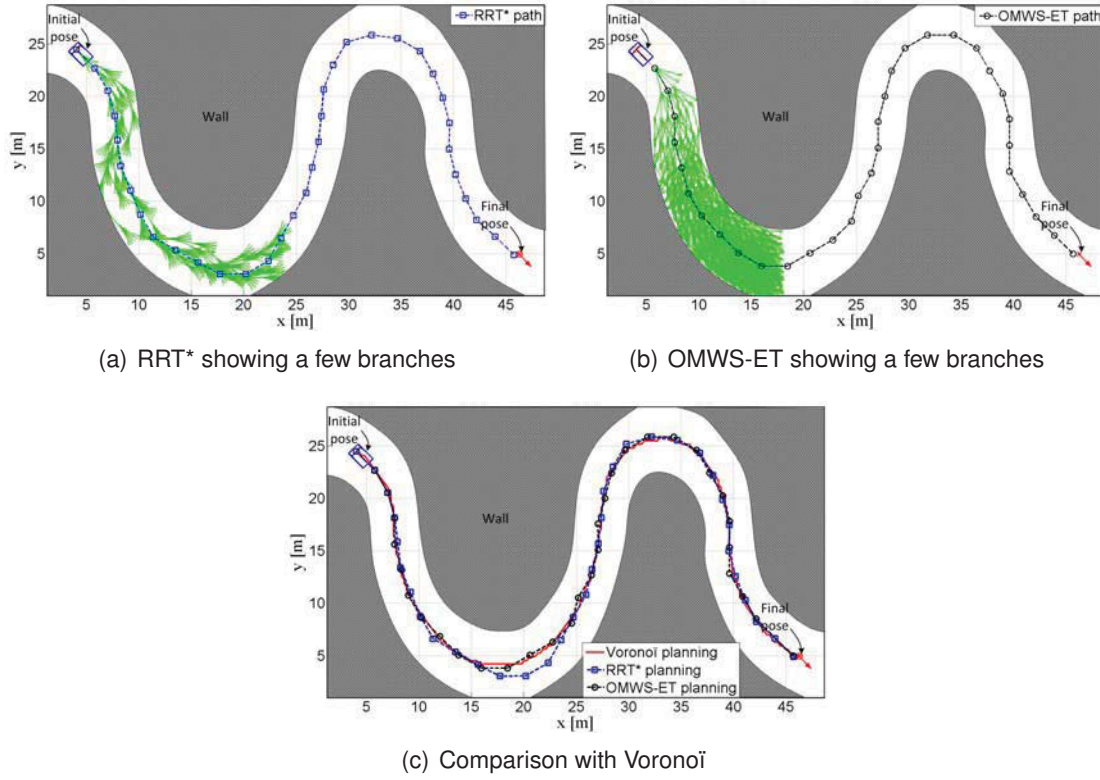 RRT* path
Initial
pose
Wall
Final
pose
y [m]
25
20
15
10
5
5 10 15 20 25 30 35 40 45
x [m]
(a) RRT* showing a few branches
OMWS-ET path
Initial
pose
Wall
Final
pose
y [m]
25
20
15
10
5
5 10 15 20 25 30 35 40 45
x [m]
(b) OMWS-ET showing a few branches
Initial
pose
Wall
Final
pose
y [m]
25
20
15
10
5
Voronoï planning
RRT* planning
OMWS-ET planning
5 10 15 20 25 30 35 40 45
x [m]
(c) Comparison with Voronoï